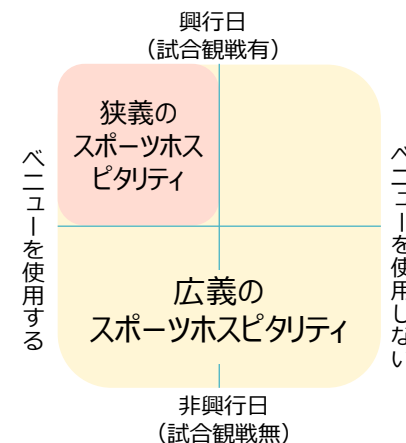 興行日
（試合観戦有）
狭義の
スポーツホス
ピタリティ
ベニューを使用する
ベニューを使用しない
広義の
スポーツホスピタリティ
非興行日
（試合観戦無）